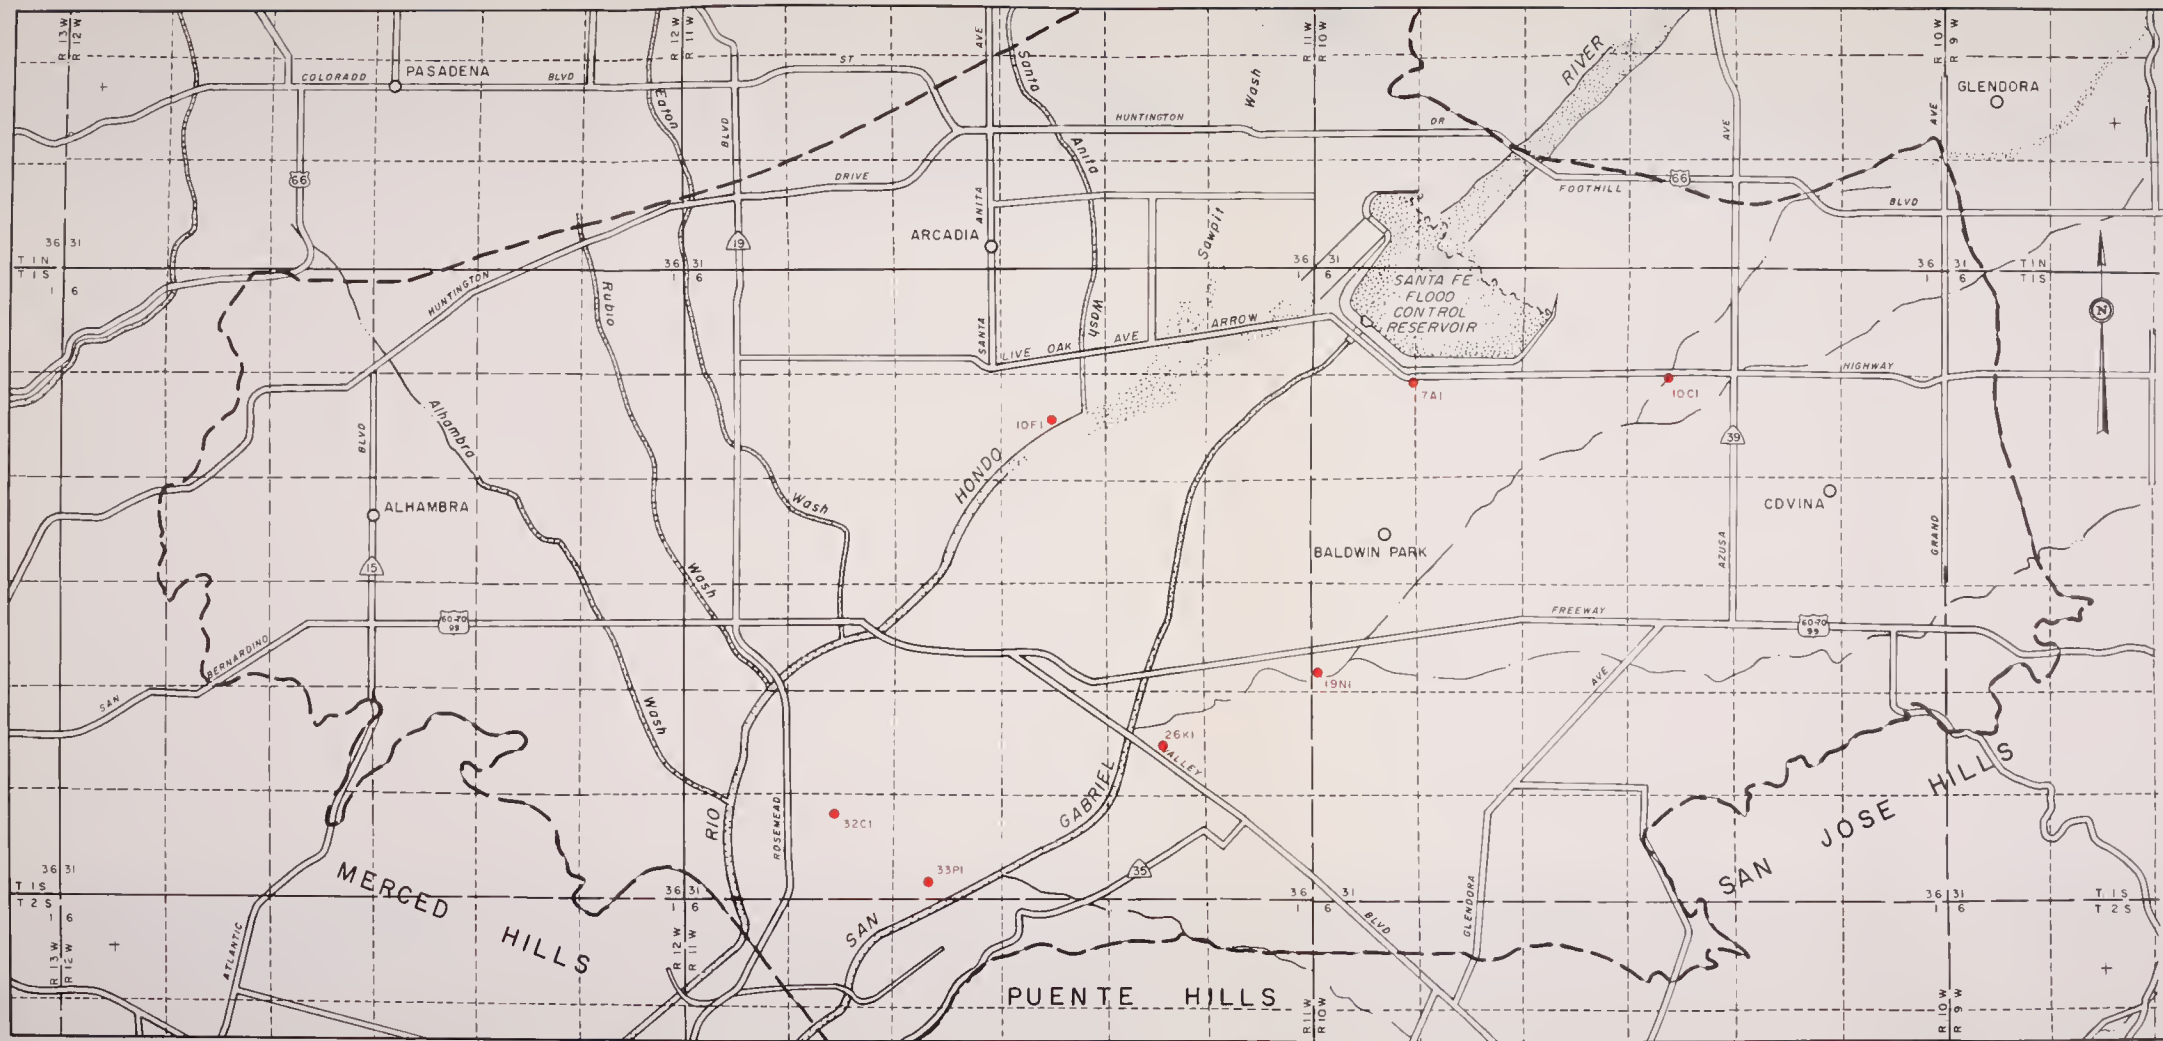 R 13 W
R 12 W
R 12 W
R 11 W
AVE
R 11 W
R 10 W
R 10 W
R 9 W
COLORADO
PASADENA
BLVD
ST
Santa
Wash
RIVER
GLENDORA
Eaton
BLVD
HUNTINGTON
DR
AVE
AVE
Anita
66
DRIVE
66
FOOTHILL
BLVD
ANITA
ARCADIA
19
Sawpit
36 31
T 1 N
T 1 S
1 6
36 31
1 6
36 31
1 6
36 31
1 6
T 1 N
T 1 S
HUNTINGTON
Rubio
Wash
SANTA FE
FLOOD
CONTROL
RESERVOIR
N
SANTA
LIVE OAK AVE
ARROW
HIGHWAY
7A1
10C1
10F1
Alhambra
BLVD
39
HONDO
ALHAMBRA
Wash
COVINA
BALDWIN PARK
GRAND
AZUSA
15
Wash
60-70
99
FREEWAY
60-70
99
SAN
BERNARDINO
AVE
19N1
Wash
26K1
VALLEY
GABRIEL
SAN JOSE HILLS
RIO
32C1
ROSEMEAD
35
33P1
MERCED HILLS
36 31
T 1 S
T 2 S
1 6
36 31
1 6
36 31
1 6
36 31
1 6
T 1 S
T 2 S
SAN
BLVD
GLENDORA
ATLANTIC
R 13 W
R 12 W
R 12 W
R 11 W
PUENTE HILLS
R 11 W
R 10 W
R 10 W
R 9 W